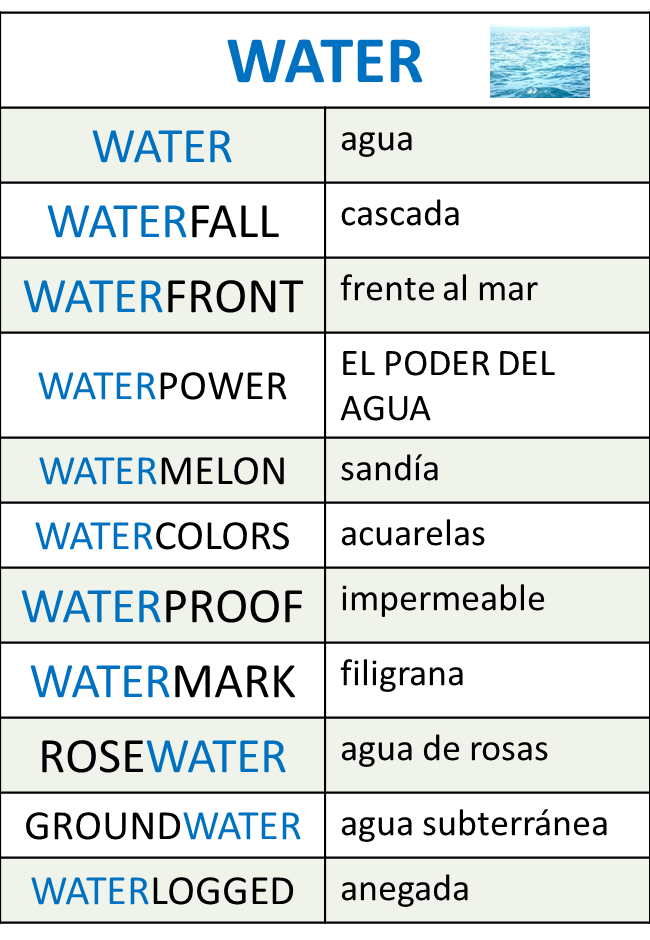 WATER
WATER
agua
WATERFALL
cascada
WATERFRONT
frente al mar
WATERPOWER
EL PODER DEL
AGUA
WATERMELON
sandía
WATERCOLORS
acuarelas
WATERPROOF
impermeable
WATERMARK
filigrana
ROSEWATER
agua de rosas
GROUNDWATER
agua subterránea
WATERLOGGED
anegada